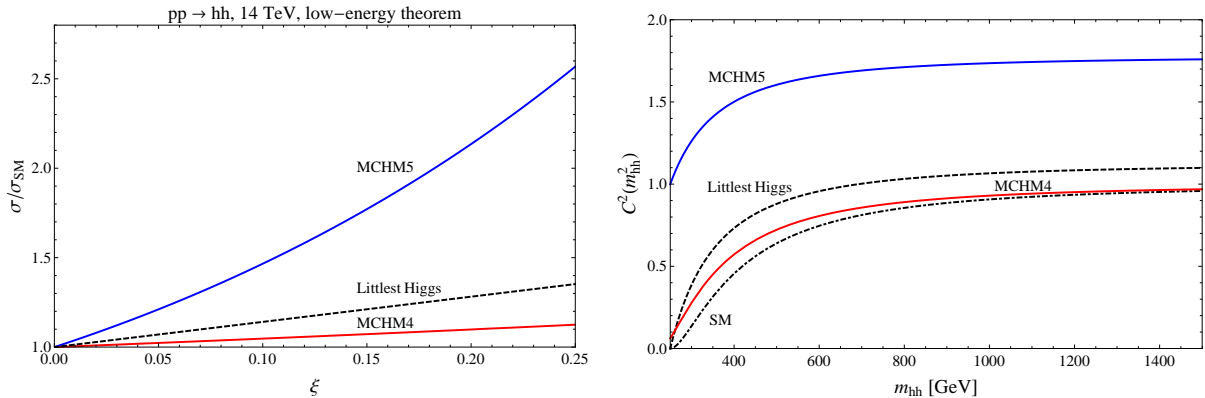 pp → hh, 14 TeV, low−energy theorem
2.5
2.0
1.5
1.0
σ/σSM
MCHM5
Littlest Higgs
MCHM4
0.00 0.05 0.10 0.15 0.20 0.25
ξ
2.0
1.5
1.0
0.5
0.0
C²(m²hh)
MCHM5
Littlest Higgs
MCHM4
SM
400 600 800 1000 1200 1400
mhh [GeV]